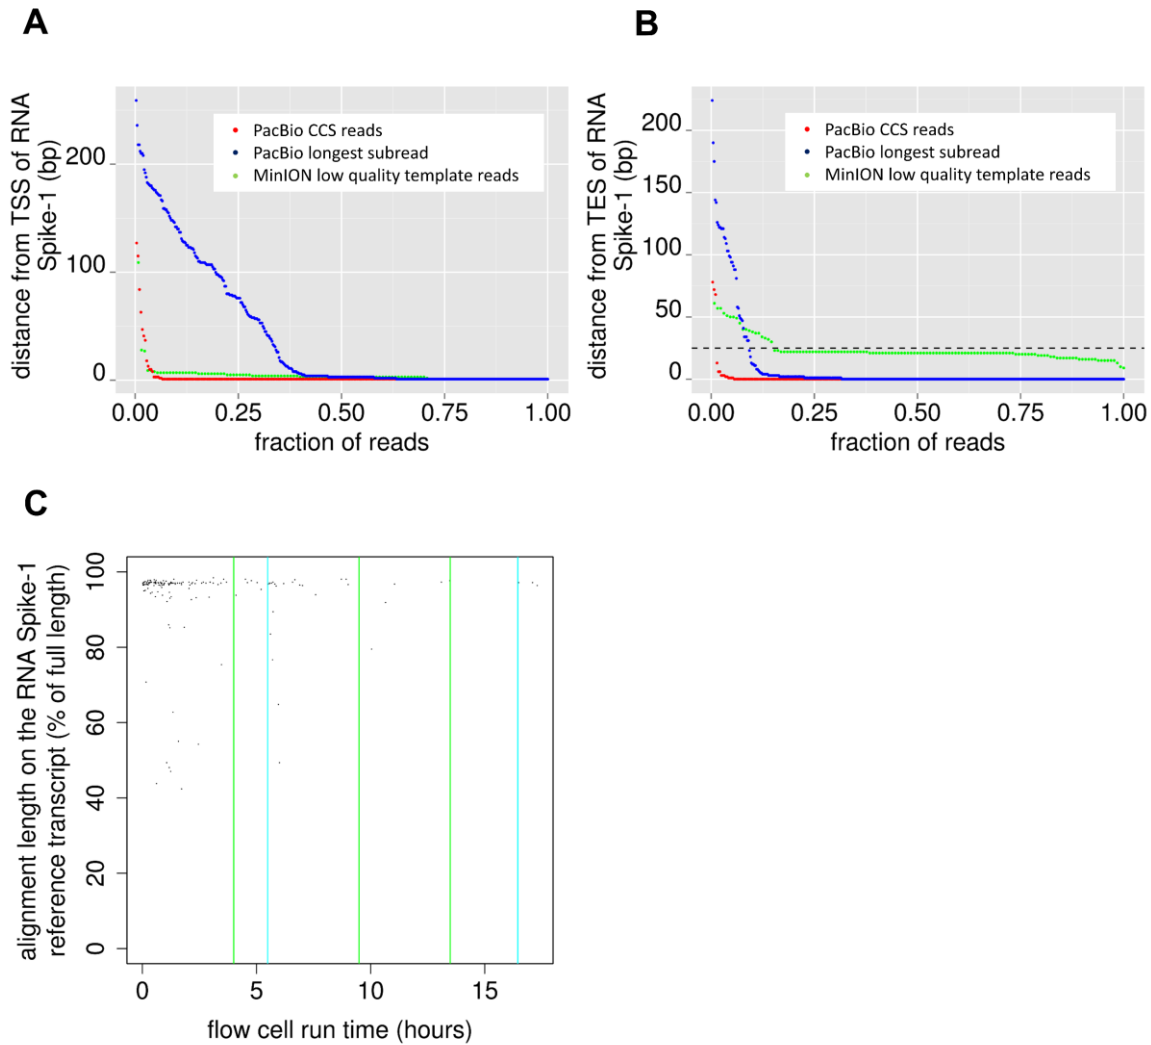 A
distance from TSS of RNA
Spike-1 (bp)
200
100
0
PacBio CCS reads
PacBio longest subread
MinION low quality template reads
0.00 0.25 0.50 0.75 1.00
fraction of reads
B
distance from TES of RNA
Spike-1 (bp)
200
150
100
50
0
PacBio CCS reads
PacBio longest subread
MinION low quality template reads
0.00 0.25 0.50 0.75 1.00
fraction of reads
C
alignment length on the RNA Spike-1
reference transcript (% of full length)
100
80
60
40
20
0
0 5 10 15
flow cell run time (hours)